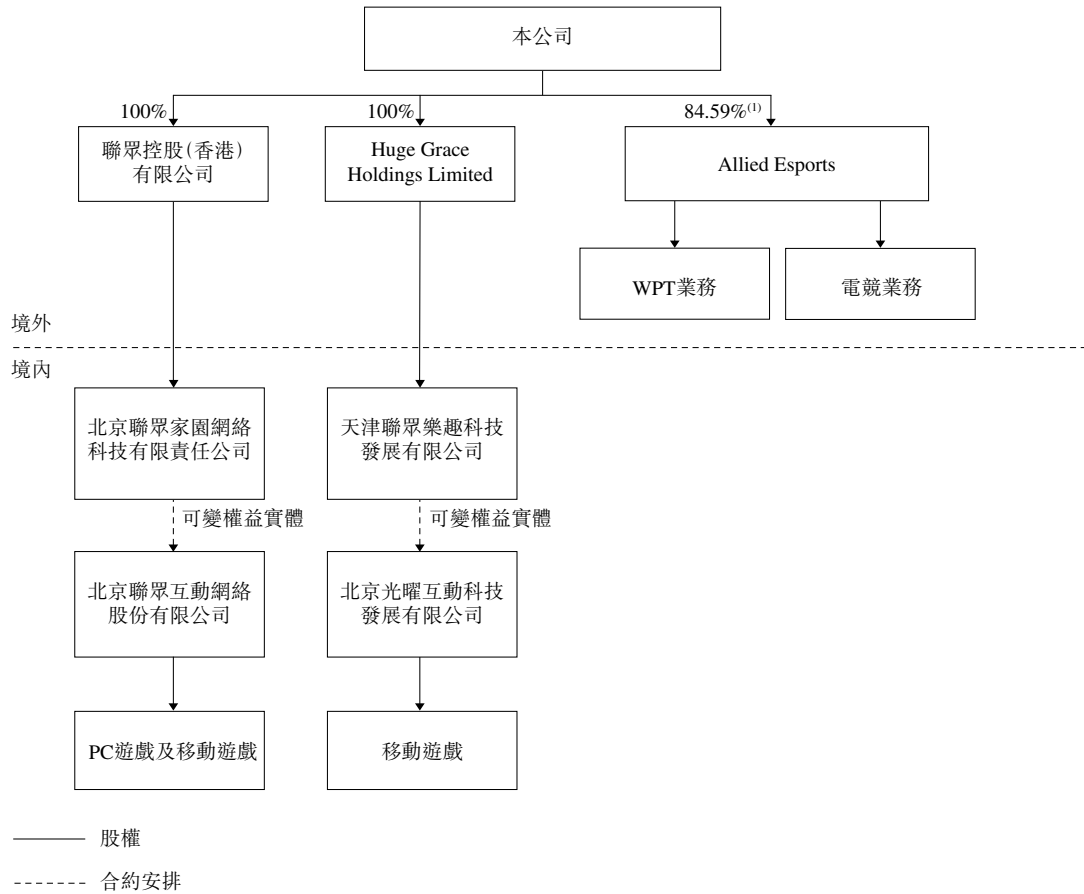 本公司
100%
100%
84.59%(1)
聯眾控股(香港)
有限公司
Huge Grace
Holdings Limited
Allied Esports
WPT業務
電競業務
境外
境內
北京聯眾家園網絡
科技有限責任公司
天津聯眾樂趣科技
發展有限公司
可變權益實體
可變權益實體
北京聯眾互動網絡
股份有限公司
北京光曜互動科技
發展有限公司
PC遊戲及移動遊戲
移動遊戲
股權
合約安排